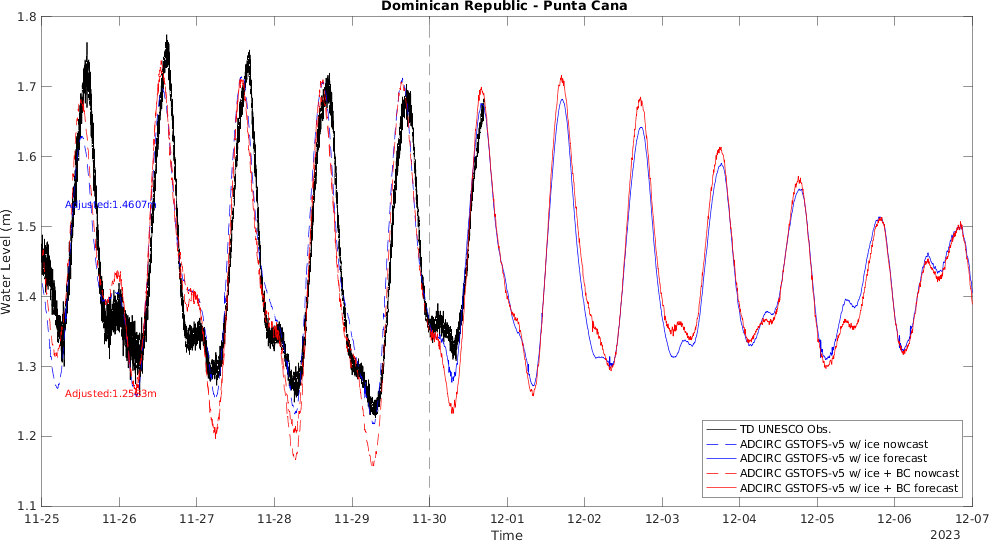 Dominican Republic - Punta Cana
1.8
1.7
1.6
1.5
1.4
1.3
1.2
1.1
Water Level (m)
Adjusted:1.4607m
TD UNESCO Obs.
ADCIRC GSTOFS-v5 w/ ice nowcast
ADCIRC GSTOFS-v5 w/ ice forecast
ADCIRC GSTOFS-v5 w/ ice + BC nowcast
ADCIRC GSTOFS-v5 w/ ice + BC forecast
11-25 11-26 11-27 11-28 11-29 11-30 12-01 12-02 12-03 12-04 12-05 12-06 12-07
Time
2023